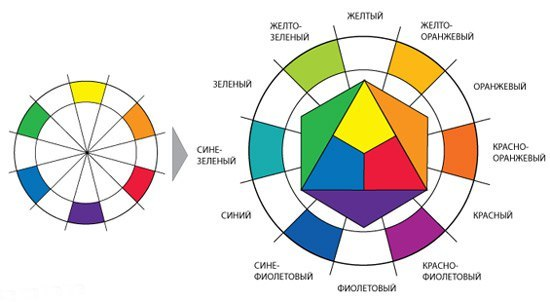 ЖЕЛТЫЙ
ЖЕЛТО-
ОРАНЖЕВЫЙ
ОРАНЖЕВЫЙ
КРАСНО-
ОРАНЖЕВЫЙ
КРАСНЫЙ
КРАСНО-
ФИОЛЕТОВЫЙ
ФИОЛЕТОВЫЙ
СИНЕ-
ФИОЛЕТОВЫЙ
СИНИЙ
СИНЕ-
ЗЕЛЕНЫЙ
ЗЕЛЕНЫЙ
ЖЕЛТО-
ЗЕЛЕНЫЙ